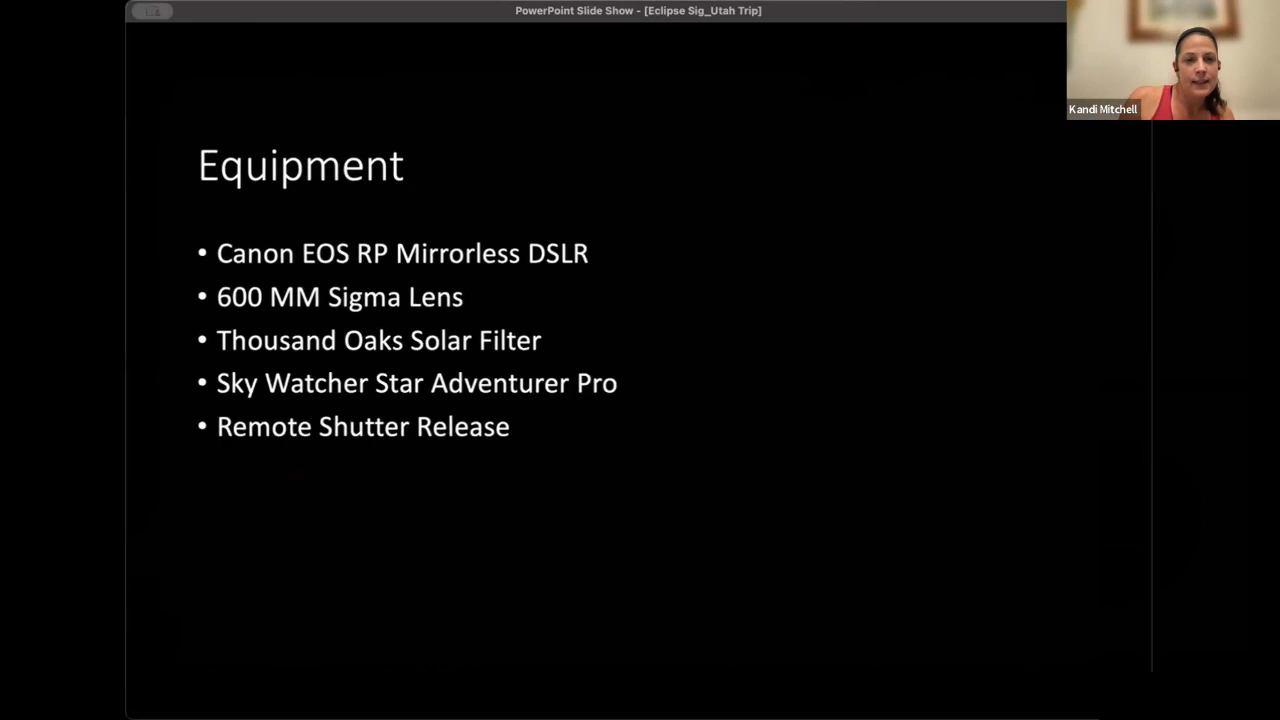 PowerPoint Slide Show - [Eclipse Sig_Utah Trip]
Kandi Mitchell
Equipment
• Canon EOS RP Mirrorless DSLR
• 600 MM Sigma Lens
• Thousand Oaks Solar Filter
• Sky Watcher Star Adventurer Pro
• Remote Shutter Release